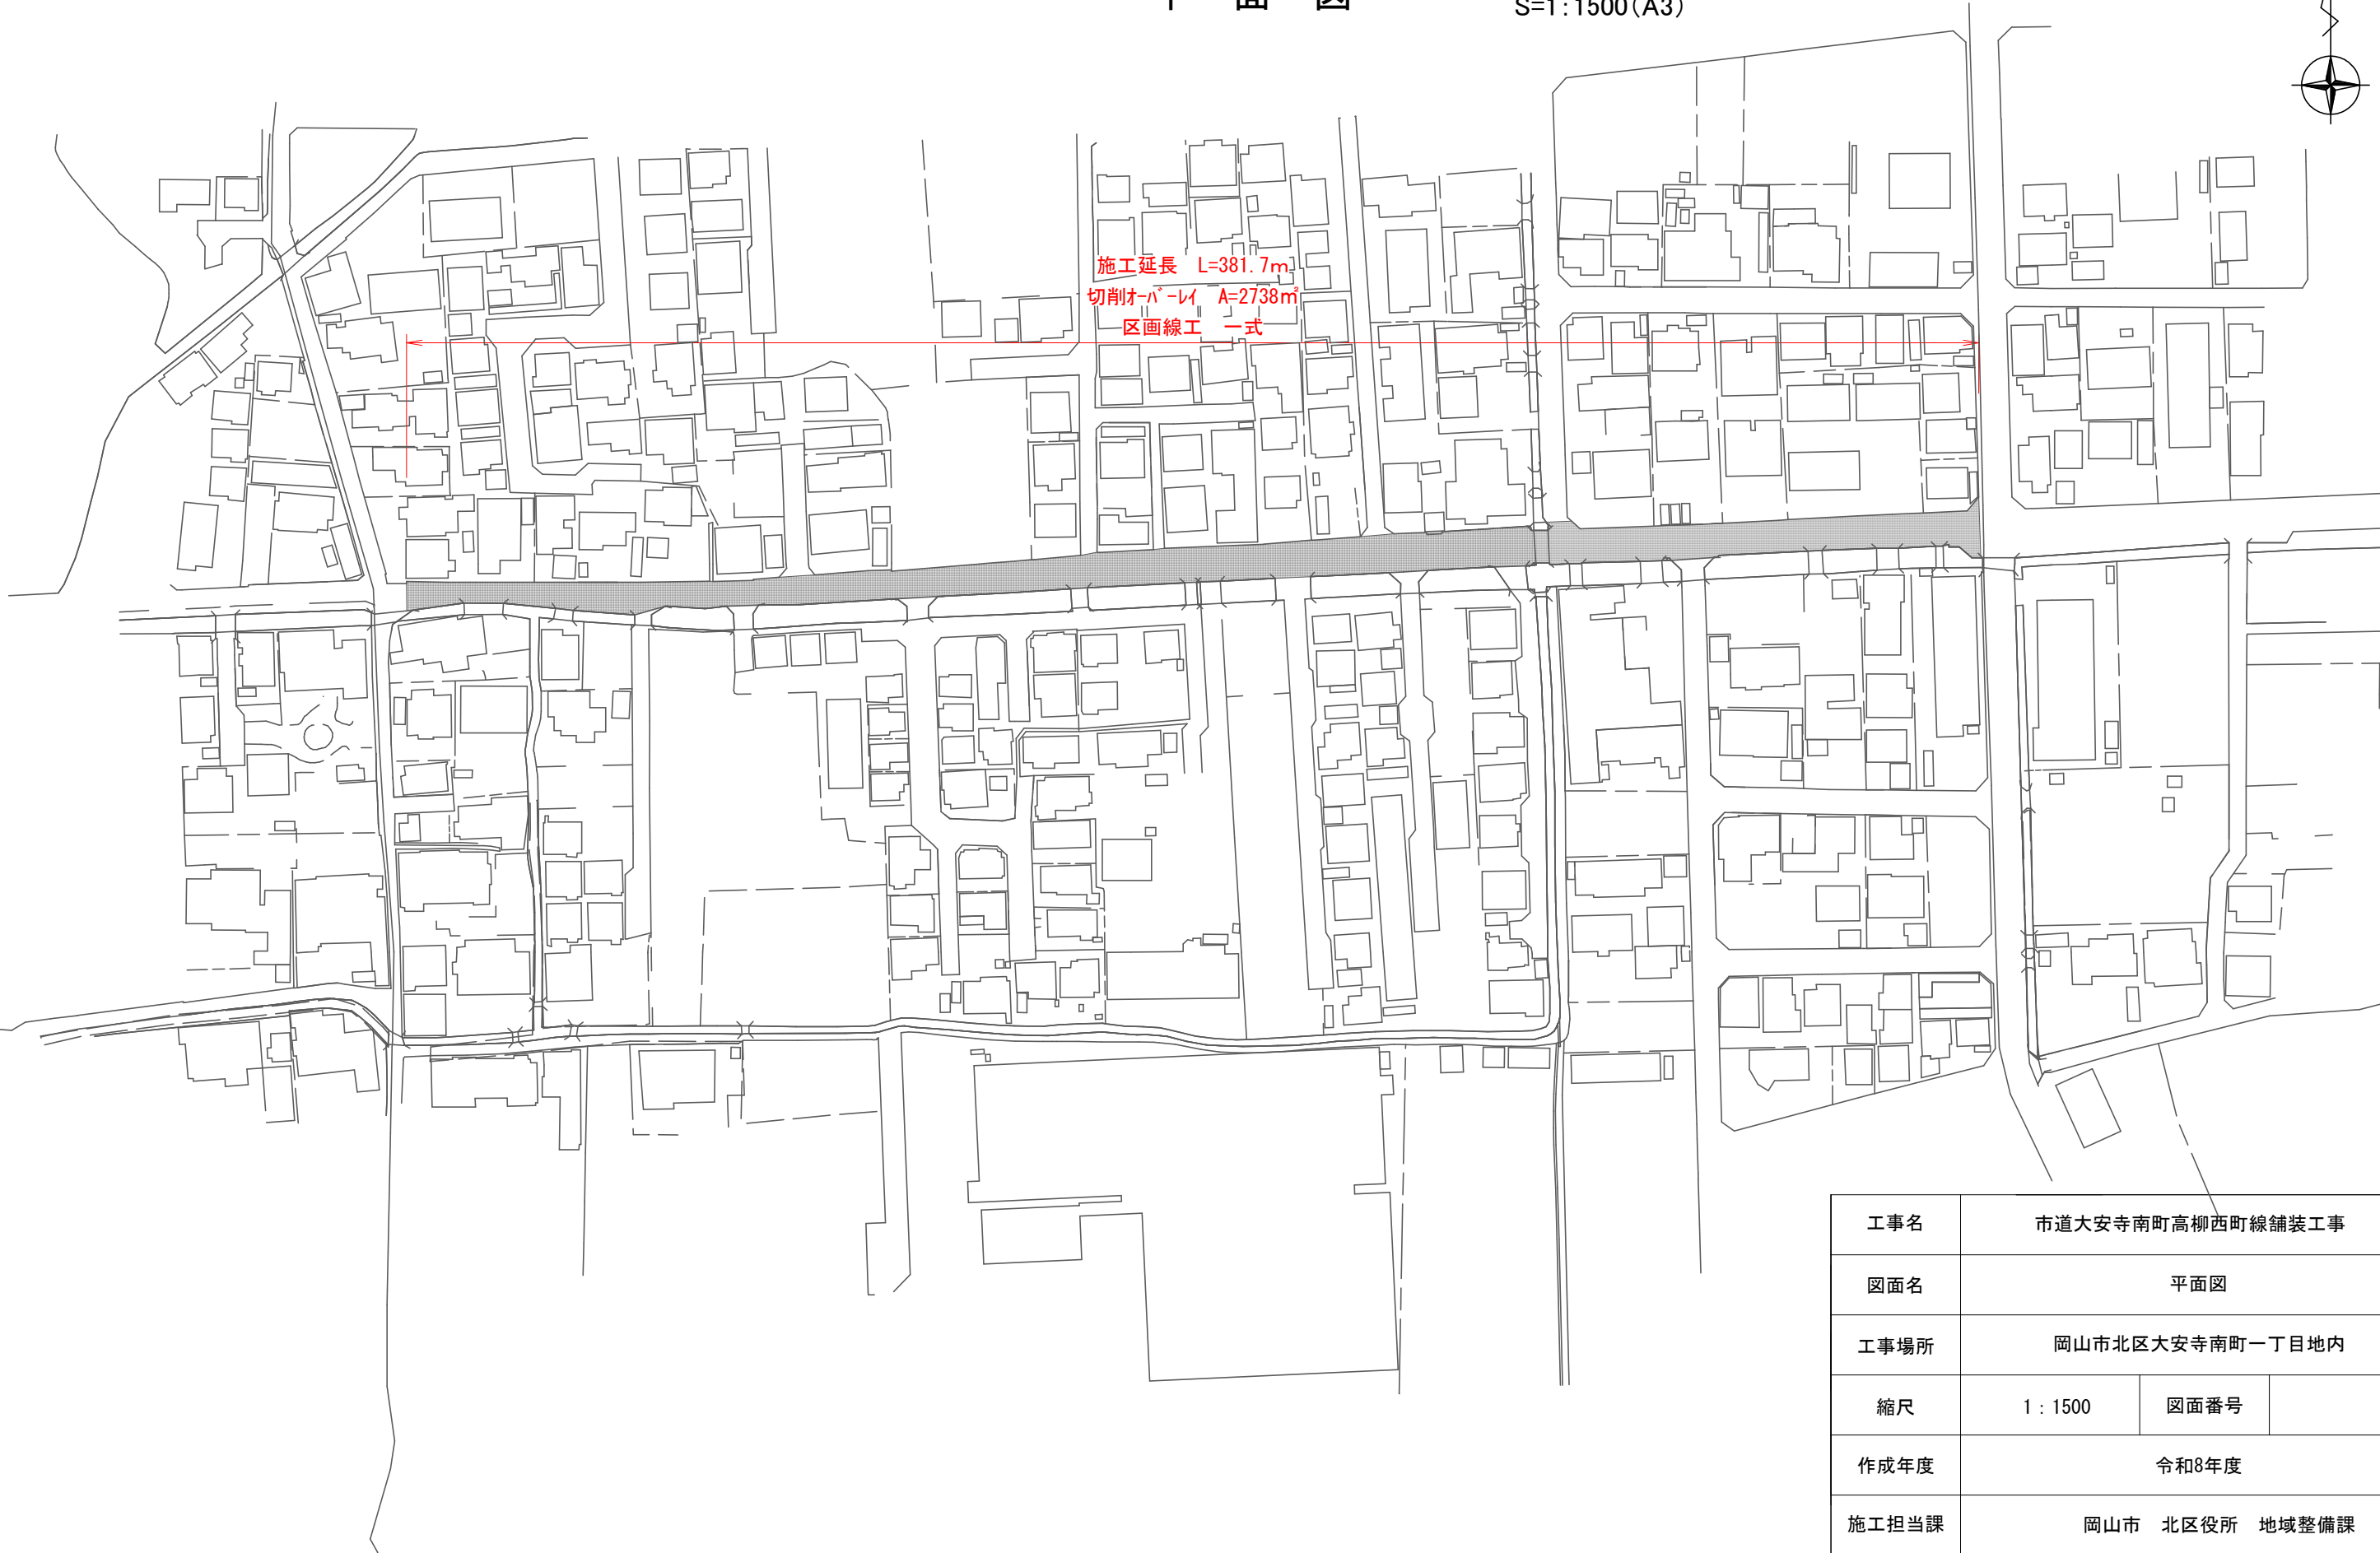 平面図 S=1:1500(A3)
施工延長 L=381.7m
切削オーバーレイ A=2738㎡
区画線工 一式
工事名 市道大安寺南町高柳西町線舗装工事
図面名 平面図
工事場所 岡山市北区大安寺南町一丁目地内
縮尺 1：1500 図面番号
作成年度 令和8年度
施工担当課 岡山市 北区役所 地域整備課